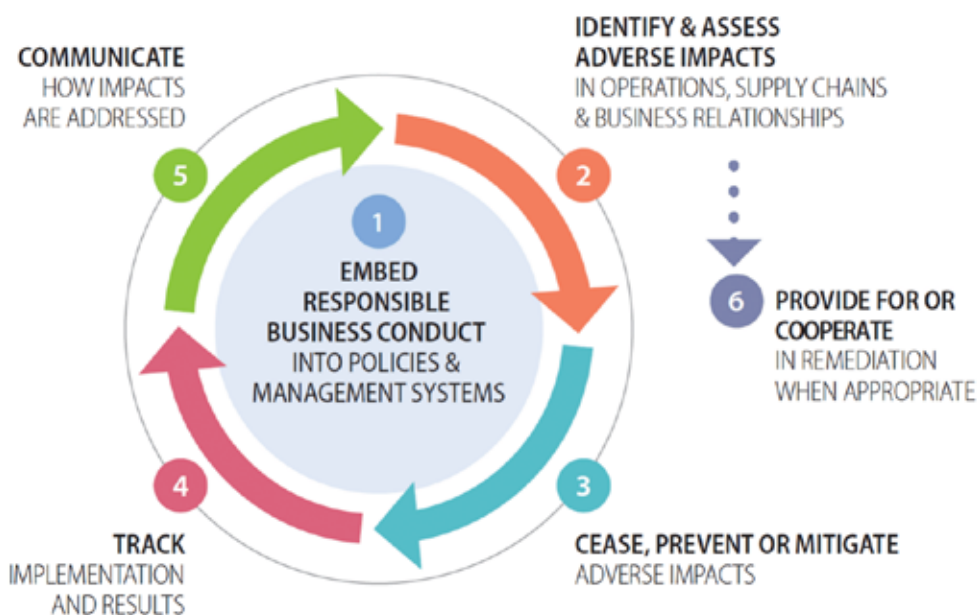 1
EMBED
RESPONSIBLE
BUSINESS CONDUCT
INTO POLICIES &
MANAGEMENT SYSTEMS
IDENTIFY & ASSESS
ADVERSE IMPACTS
IN OPERATIONS, SUPPLY CHAINS
& BUSINESS RELATIONSHIPS
2
3
CEASE, PREVENT OR MITIGATE
ADVERSE IMPACTS
4
TRACK
IMPLEMENTATION
AND RESULTS
COMMUNICATE
HOW IMPACTS
ARE ADDRESSED
5
6
PROVIDE FOR OR
COOPERATE
IN REMEDIATION
WHEN APPROPRIATE